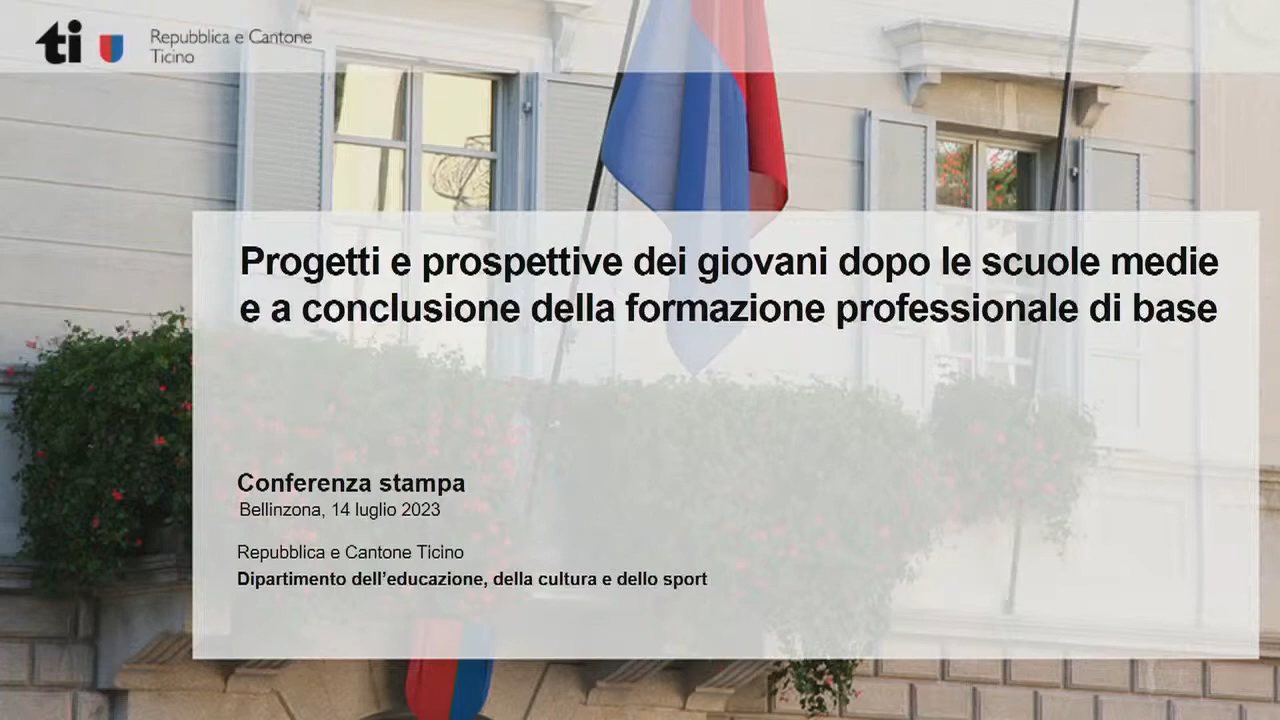 ti
Repubblica e Cantone
Ticino
Progetti e prospettive dei giovani dopo le scuole medie
e a conclusione della formazione professionale di base
Conferenza stampa
Bellinzona, 14 luglio 2023
Repubblica e Cantone Ticino
Dipartimento dell'educazione, della cultura e dello sport